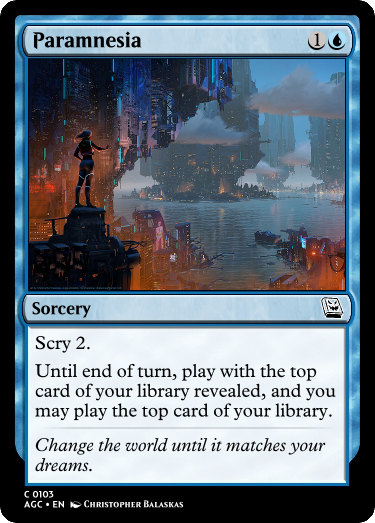 Paramnesia 1
Sorcery
Scry 2.
Until end of turn, play with the top
card of your library revealed, and you
may play the top card of your library.
Change the world until it matches your
dreams.
C 0103
AGC • EN Christopher Balaskas